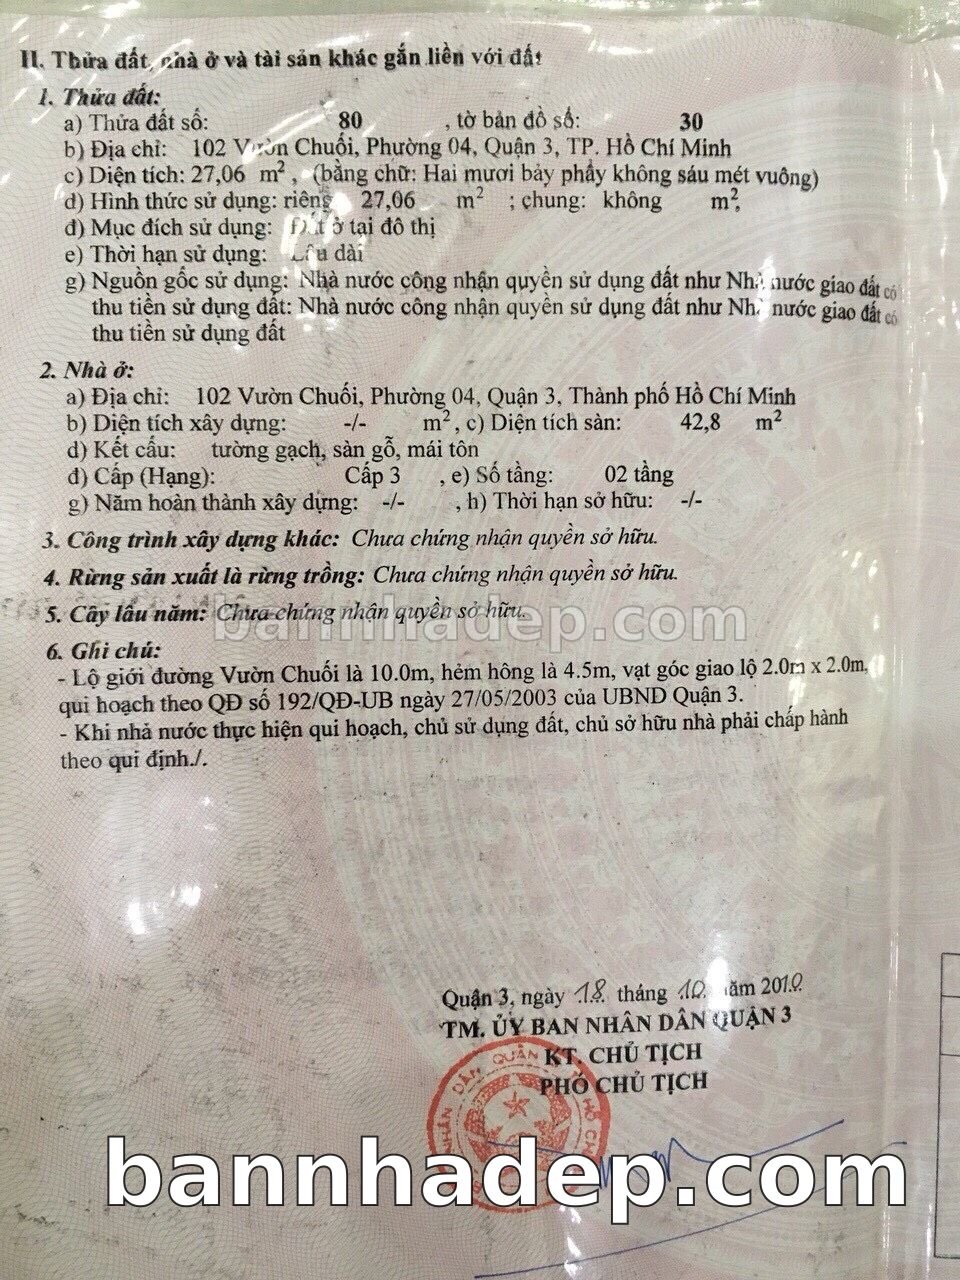 II. Thửa đất, nhà ở và tài sản khác gắn liền với đất
1. Thửa đất:
a) Thửa đất số: 80 , tờ bản đồ số: 30
b) Địa chỉ: 102 Vườn Chuối, Phường 04, Quận 3, TP. Hồ Chí Minh
c) Diện tích: 27,06 m² , (bằng chữ: Hai mươi bảy phẩy không sáu mét vuông)
d) Hình thức sử dụng: riêng 27,06 m² ; chung: không m²,
đ) Mục đích sử dụng: Đất ở tại đô thị
e) Thời hạn sử dụng: Lâu dài
g) Nguồn gốc sử dụng: Nhà nước công nhận quyền sử dụng đất như Nhà nước giao đất có
thu tiền sử dụng đất: Nhà nước công nhận quyền sử dụng đất như Nhà nước giao đất có
thu tiền sử dụng đất
2. Nhà ở:
a) Địa chỉ: 102 Vườn Chuối, Phường 04, Quận 3, Thành phố Hồ Chí Minh
b) Diện tích xây dựng: -/- m² , c) Diện tích sàn: 42,8 m²
d) Kết cấu: tường gạch, sàn gỗ, mái tôn
đ) Cấp (Hạng): Cấp 3 , e) Số tầng: 02 tầng
g) Năm hoàn thành xây dựng: -/- , h) Thời hạn sở hữu: -/-
3. Công trình xây dựng khác: Chưa chứng nhận quyền sở hữu.
4. Rừng sản xuất là rừng trồng: Chưa chứng nhận quyền sở hữu.
5. Cây lâu năm: Chưa chứng nhận quyền sở hữu.
bannhadep.com
6. Ghi chú:
- Lộ giới đường Vườn Chuối là 10.0m, hẻm hông là 4.5m, vạt góc giao lộ 2.0m x 2.0m,
qui hoạch theo QĐ số 192/QĐ-UB ngày 27/05/2003 của UBND Quận 3.
- Khi nhà nước thực hiện qui hoạch, chủ sử dụng đất, chủ sở hữu nhà phải chấp hành
theo qui định./.
Quận 3, ngày 18 tháng 10 năm 2010
TM. ỦY BAN NHÂN DÂN QUẬN 3
KT. CHỦ TỊCH
PHÓ CHỦ TỊCH
NHÂN DÂN QUẬN
bannhadep.com